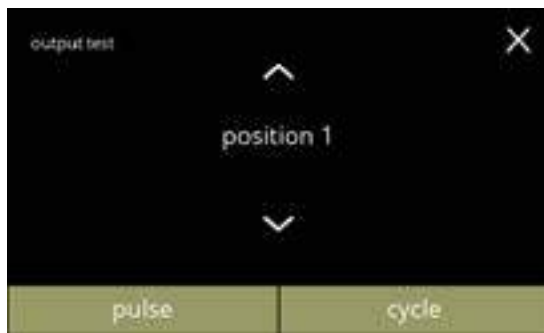 output test
position 1
pulse
cycle